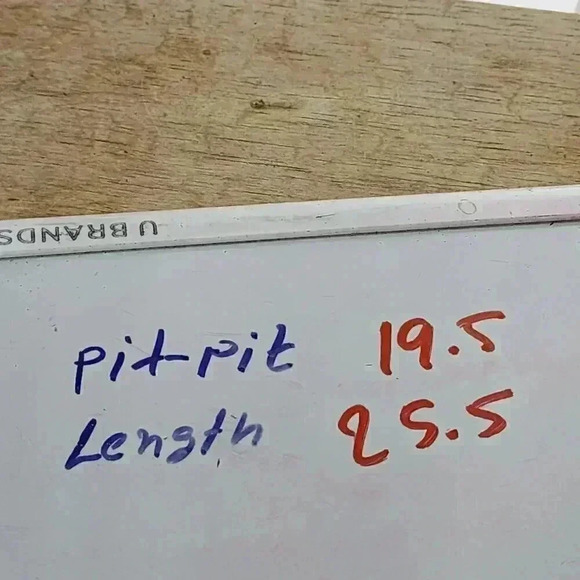 U BRANDS
pit-pit 19.5
Length 25.5